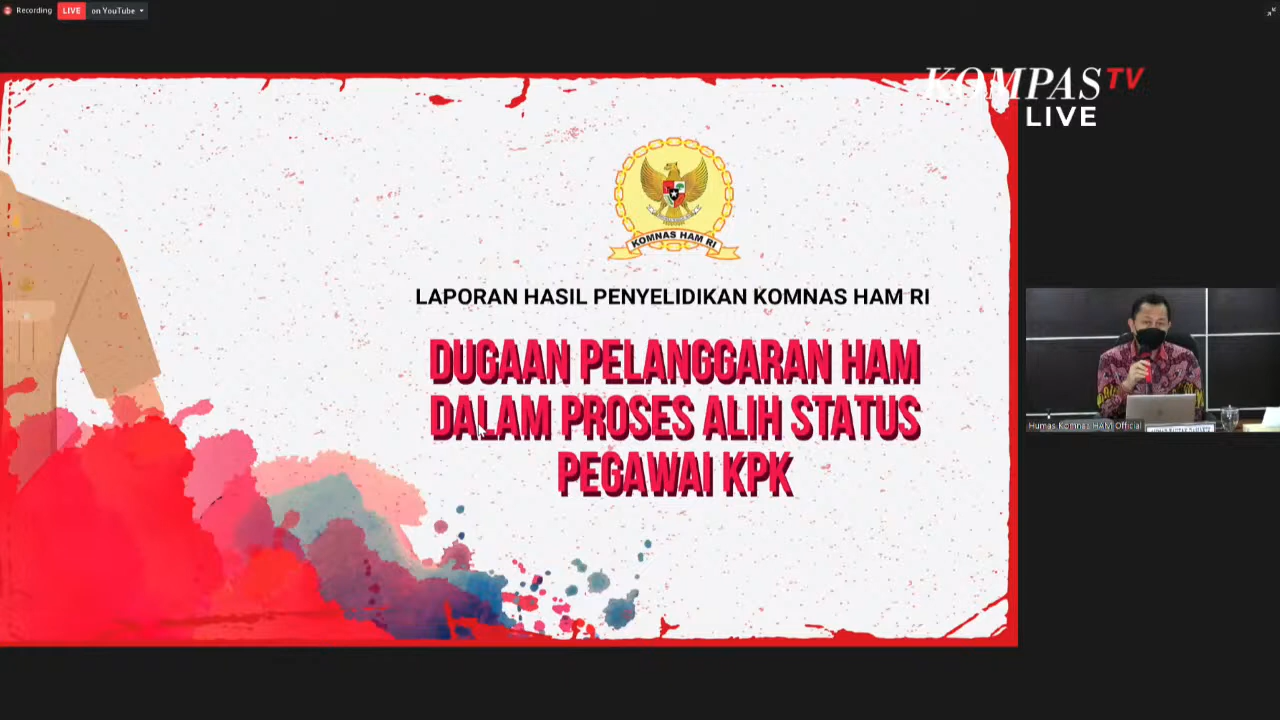 Recording
LIVE
on YouTube
KOMPAS TV
LIVE
KOMNAS HAM RI
LAPORAN HASIL PENYELIDIKAN KOMNAS HAM RI
DUGAAN PELANGGARAN HAM
DALAM PROSES ALIH STATUS
PEGAWAI KPK
Humas Komnas HAM Official